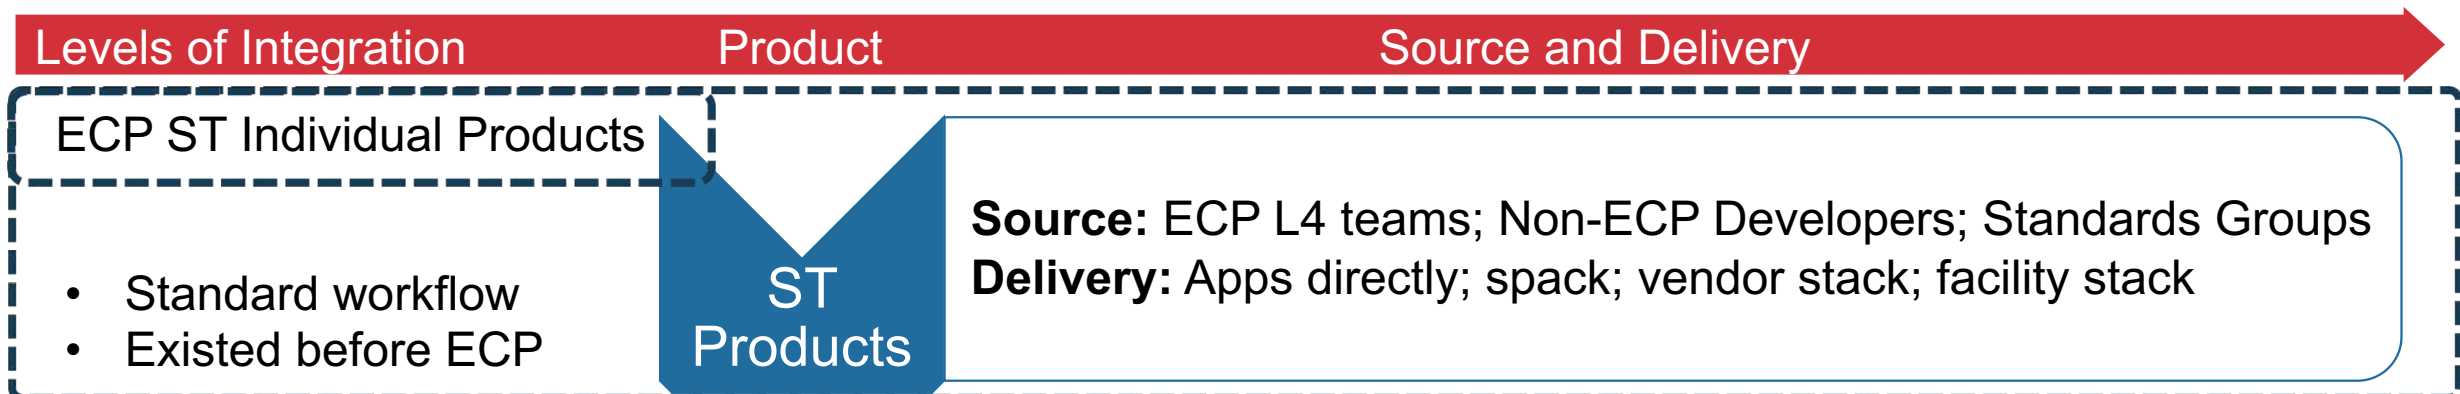 Levels of Integration Product Source and Delivery
ECP ST Individual Products
• Standard workflow
• Existed before ECP
ST
Products
Source: ECP L4 teams; Non-ECP Developers; Standards Groups
Delivery: Apps directly; spack; vendor stack; facility stack